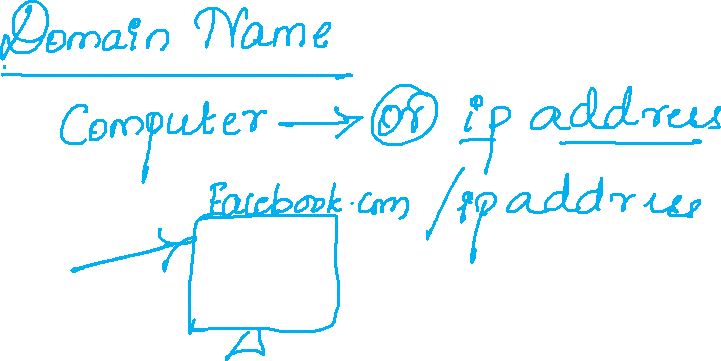 Domain Name
Computer → or ip address
Facebook.com / ip address